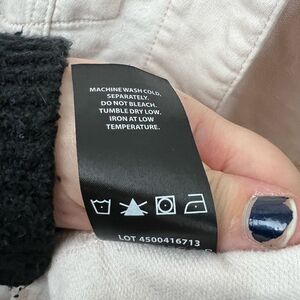 MACHINE WASH COLD,
SEPARATELY.
DO NOT BLEACH.
TUMBLE DRY LOW.
IRON AT LOW
TEMPERATURE.
LOT 4500416713